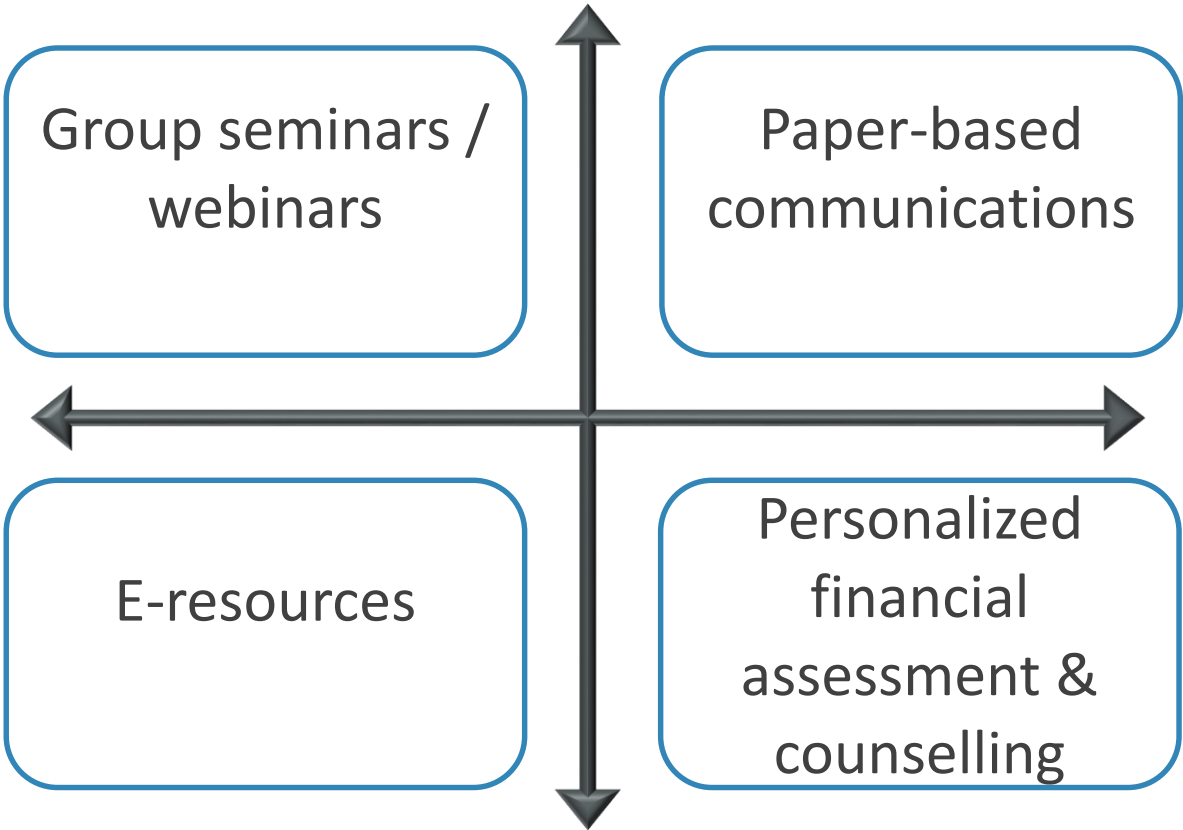 Group seminars /
webinars
Paper-based
communications
E-resources
Personalized
financial
assessment &
counselling